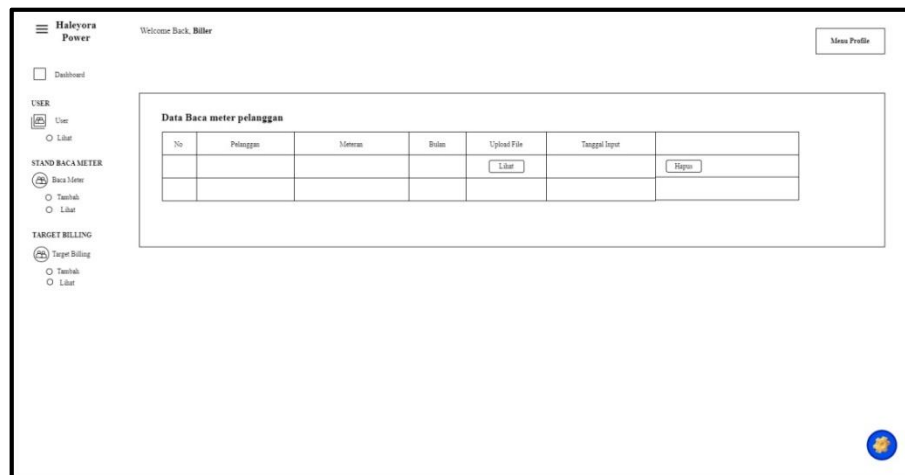 Haleyora
Power
Welcome Back, Biller
Menu Profile
Dashboard
USER
User
Lihat
STAND BACA METER
Baca Meter
Tambah
Lihat
TARGET BILLING
Target Billing
Tambah
Lihat
Data Baca meter pelanggan
No Pelanggan Meteran Bulan Upload File Tanggal Input
Lihat Hapus